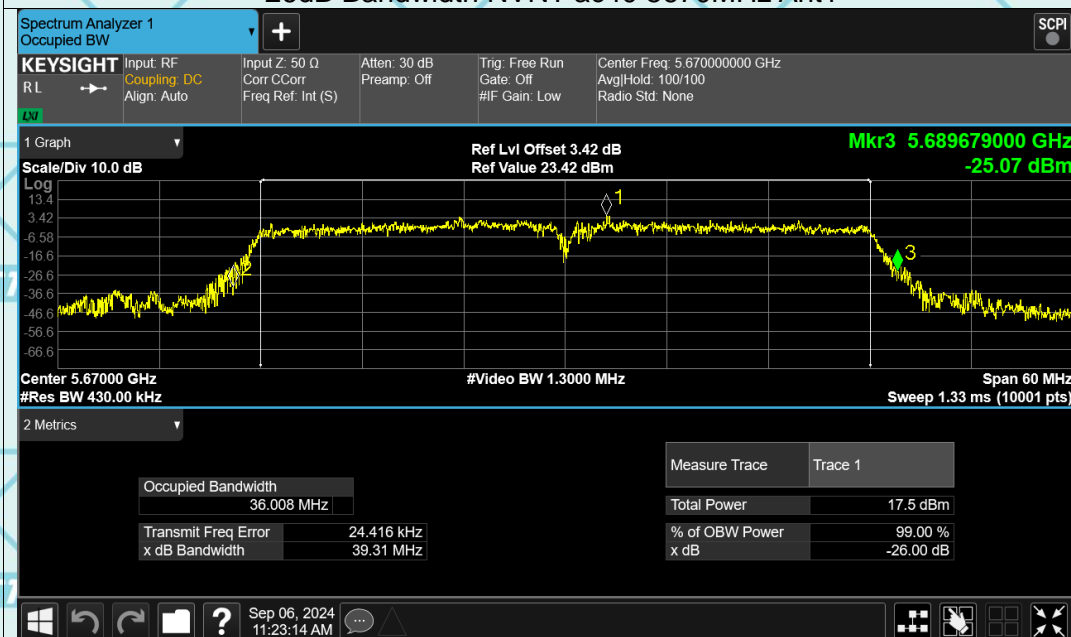 Spectrum Analyzer 1
Occupied BW
+
SCPI
KEYSIGHT
R L
LXI
Input: RF
Coupling: DC
Align: Auto
Input Z: 50 Ω
Corr CCorr
Freq Ref: Int (S)
Atten: 30 dB
Preamp: Off
Trig: Free Run
Gate: Off
#IF Gain: Low
Center Freq: 5.670000000 GHz
Avg|Hold: 100/100
Radio Std: None
1 Graph
Scale/Div 10.0 dB
Ref Lvl Offset 3.42 dB
Ref Value 23.42 dBm
Mkr3 5.689679000 GHz
-25.07 dBm
Log
13.4
3.42
-6.58
-16.6
-26.6
-36.6
-46.6
-56.6
-66.6
1
2
3
Center 5.67000 GHz
#Video BW 1.3000 MHz
Span 60 MHz
#Res BW 430.00 kHz
Sweep 1.33 ms (10001 pts)
2 Metrics
Measure Trace Trace 1
Occupied Bandwidth
36.008 MHz
Total Power 17.5 dBm
Transmit Freq Error 24.416 kHz
% of OBW Power 99.00 %
x dB Bandwidth 39.31 MHz
x dB -26.00 dB
?
Sep 06, 2024
11:23:14 AM